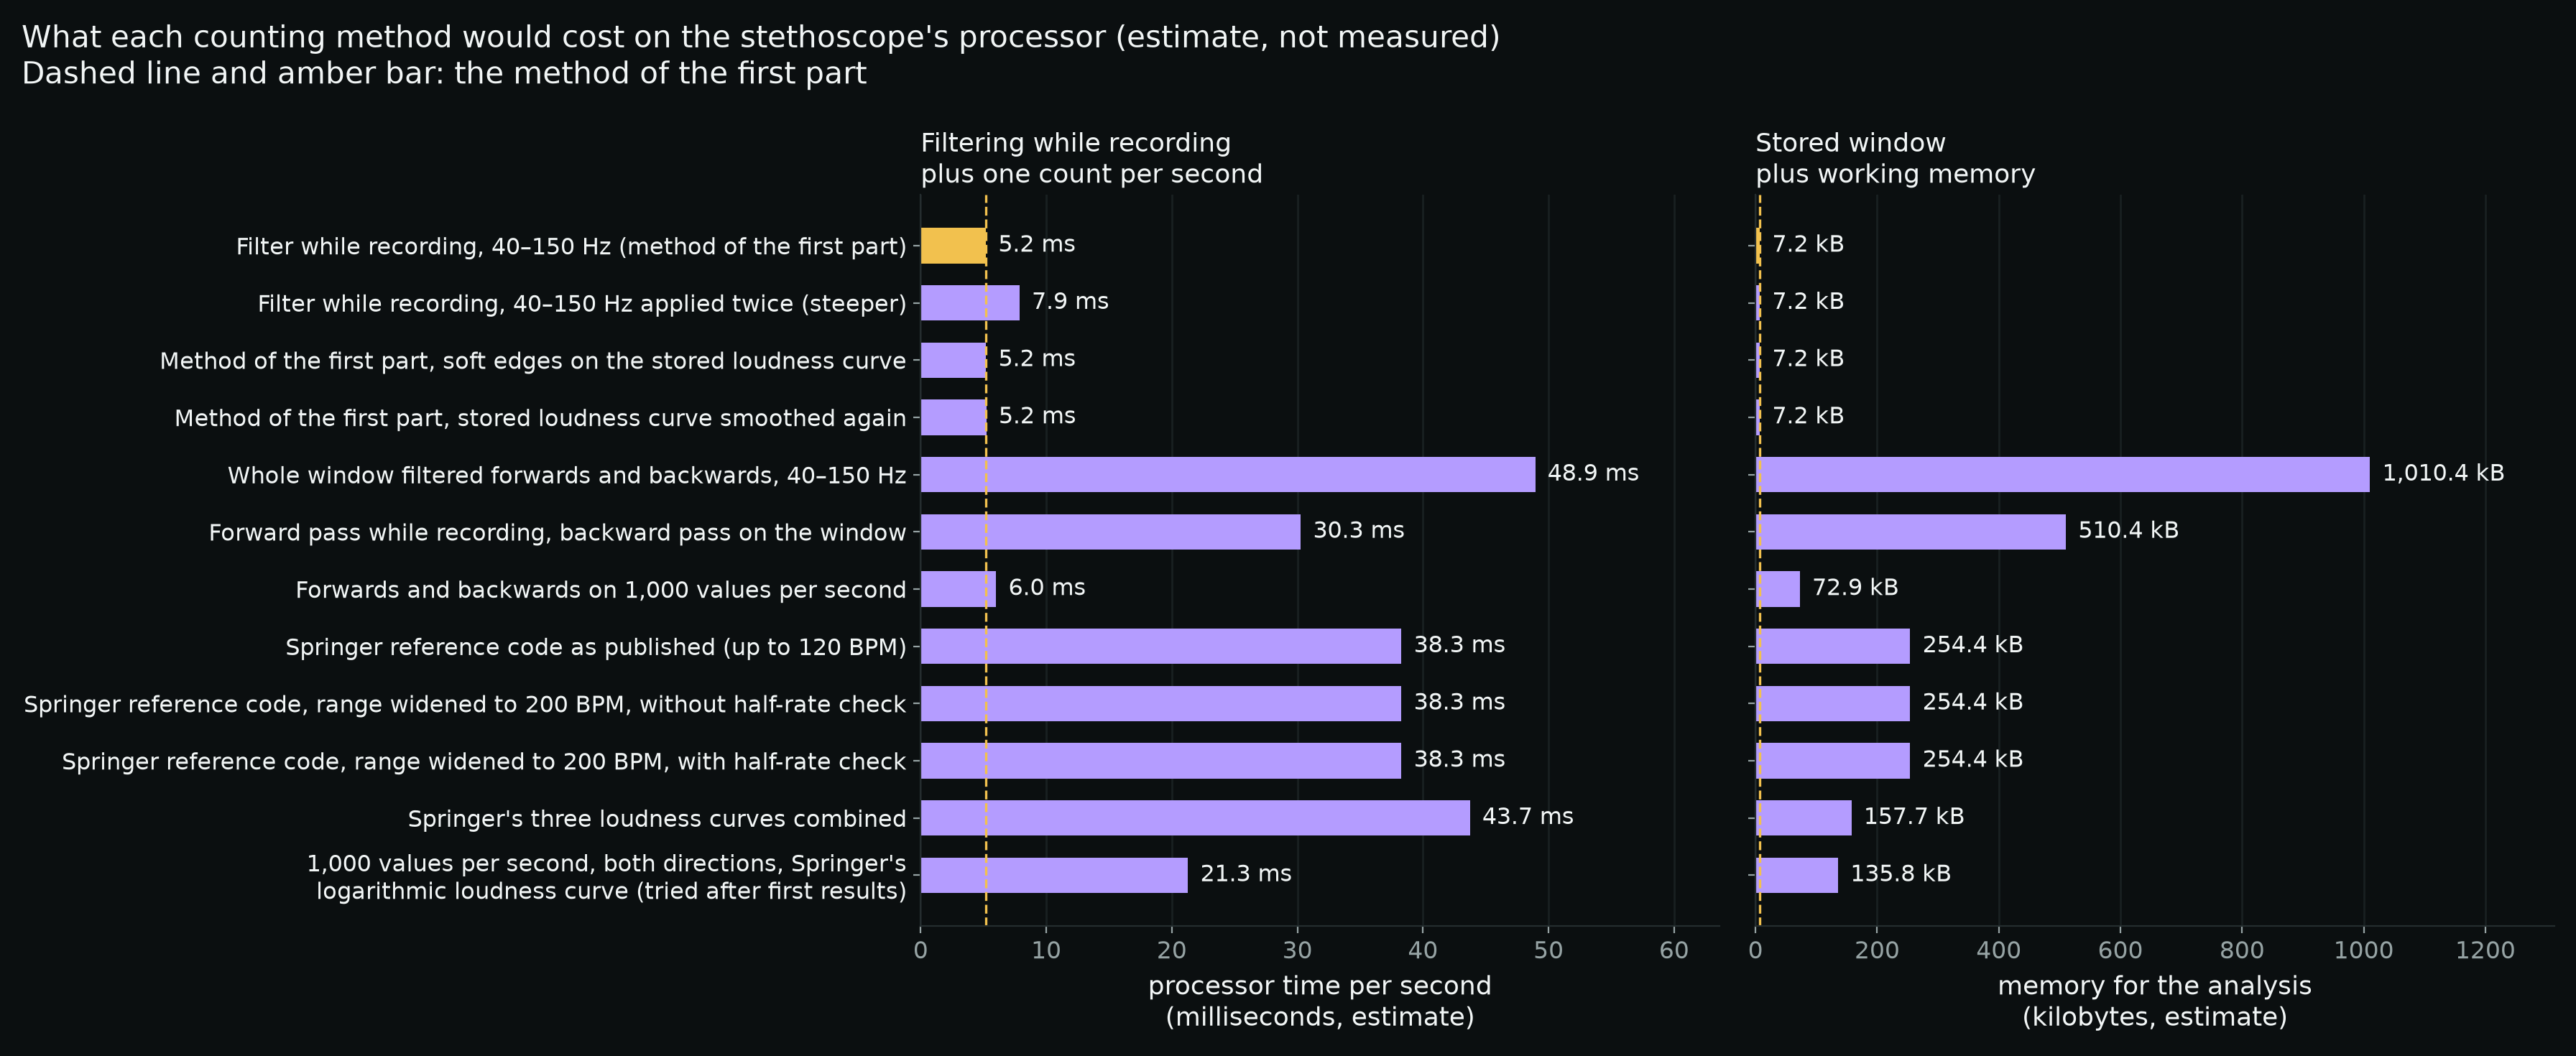 What each counting method would cost on the stethoscope's processor (estimate, not measured)
Dashed line and amber bar: the method of the first part
Filtering while recording
plus one count per second
Stored window
plus working memory
Filter while recording, 40–150 Hz (method of the first part)
5.2 ms
7.2 kB
Filter while recording, 40–150 Hz applied twice (steeper)
7.9 ms
7.2 kB
Method of the first part, soft edges on the stored loudness curve
5.2 ms
7.2 kB
Method of the first part, stored loudness curve smoothed again
5.2 ms
7.2 kB
Whole window filtered forwards and backwards, 40–150 Hz
48.9 ms
1,010.4 kB
Forward pass while recording, backward pass on the window
30.3 ms
510.4 kB
Forwards and backwards on 1,000 values per second
6.0 ms
72.9 kB
Springer reference code as published (up to 120 BPM)
38.3 ms
254.4 kB
Springer reference code, range widened to 200 BPM, without half-rate check
38.3 ms
254.4 kB
Springer reference code, range widened to 200 BPM, with half-rate check
38.3 ms
254.4 kB
Springer's three loudness curves combined
43.7 ms
157.7 kB
1,000 values per second, both directions, Springer's
logarithmic loudness curve (tried after first results)
21.3 ms
135.8 kB
0 10 20 30 40 50 60
0 200 400 600 800 1000 1200
processor time per second
(milliseconds, estimate)
memory for the analysis
(kilobytes, estimate)